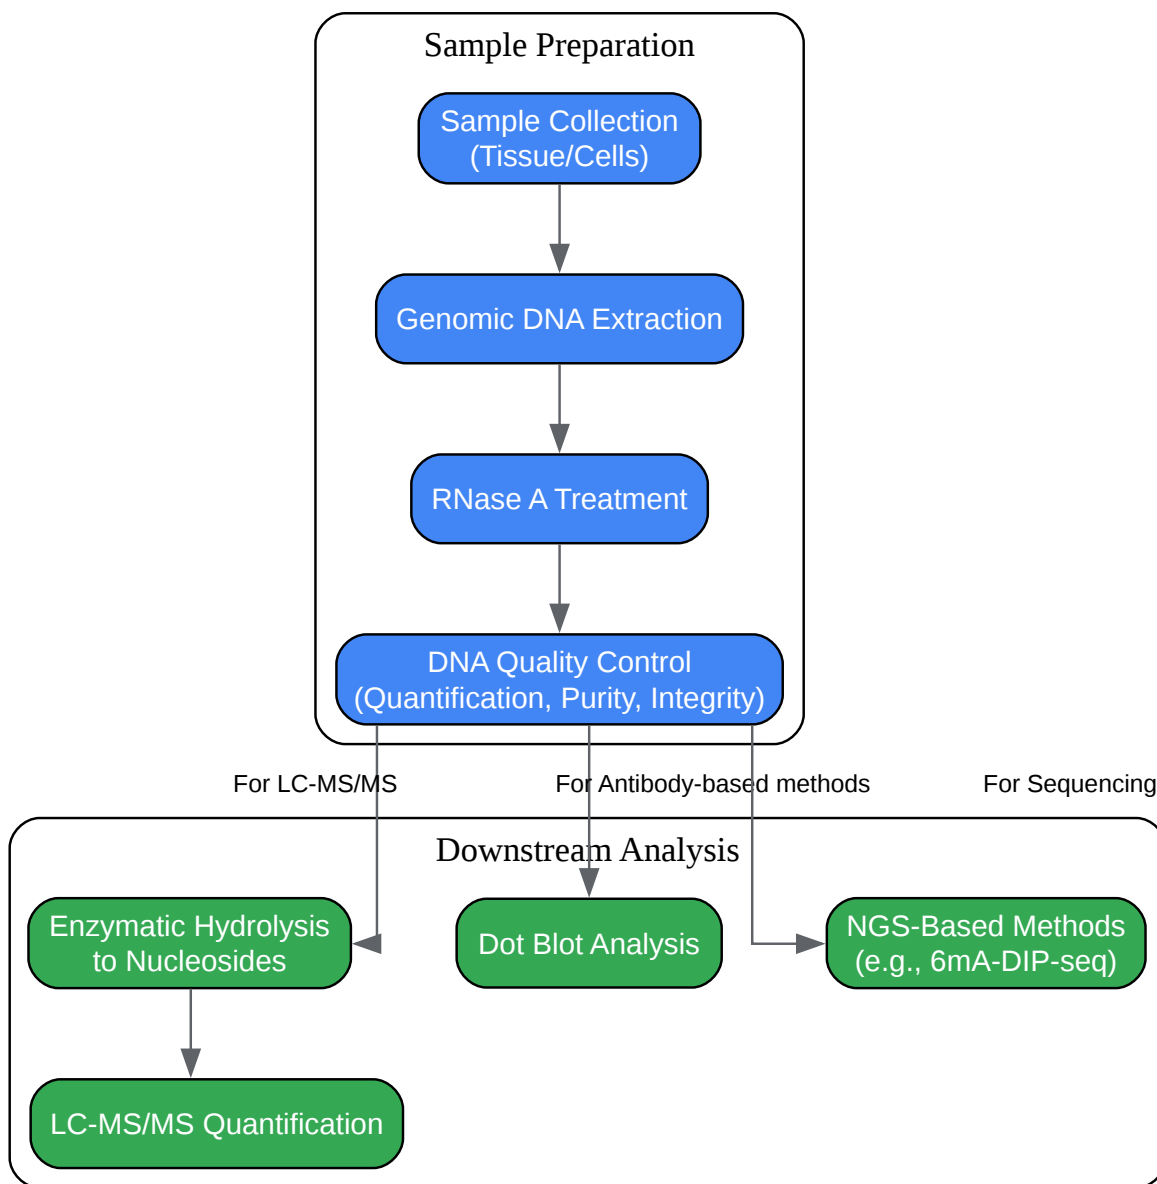 Sample Preparation
Sample Collection
(Tissue/Cells)
Genomic DNA Extraction
RNase A Treatment
DNA Quality Control
(Quantification, Purity, Integrity)
For LC-MS/MS
For Antibody-based methods
For Sequencing
Downstream Analysis
Enzymatic Hydrolysis
to Nucleosides
Dot Blot Analysis
NGS-Based Methods
(e.g., 6mA-DIP-seq)
LC-MS/MS Quantification